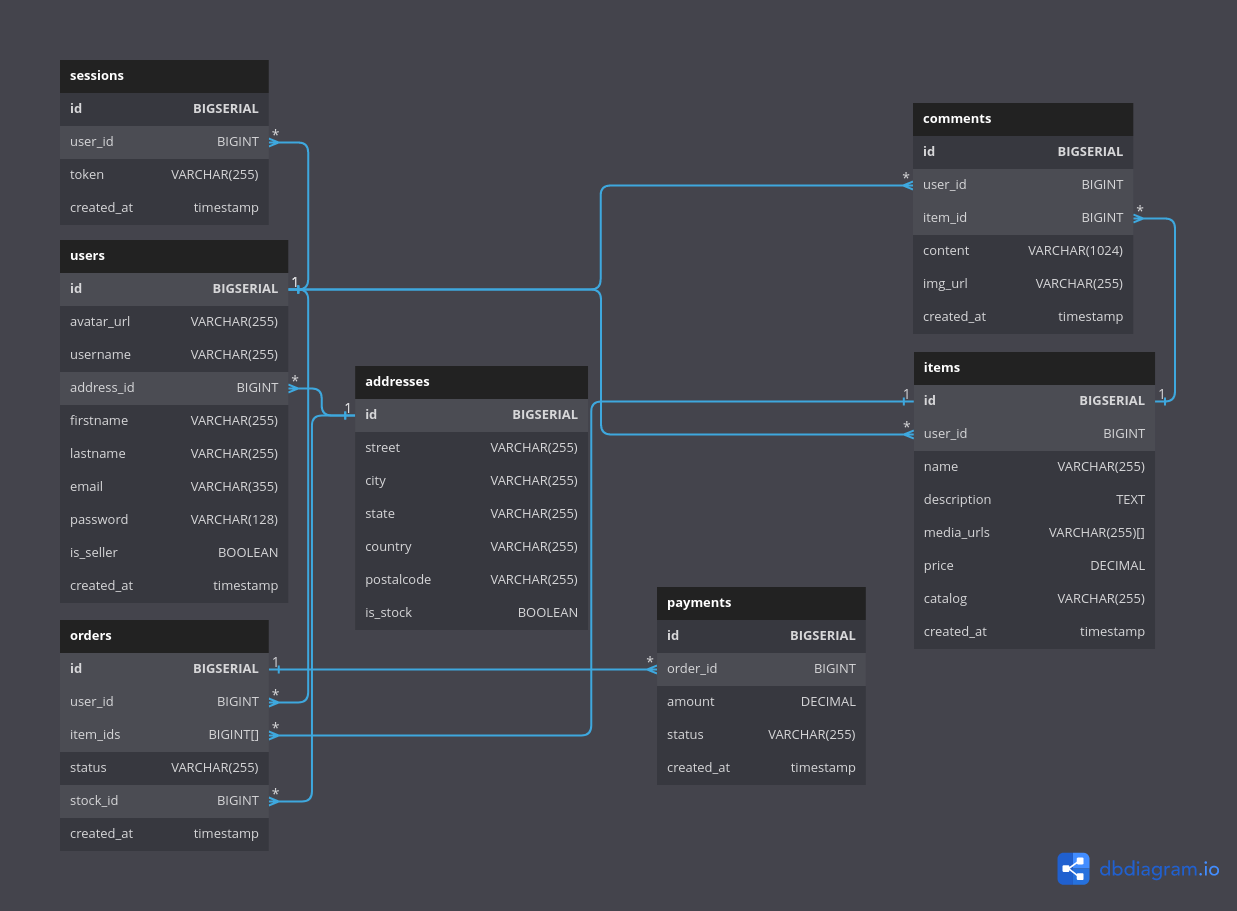 sessions
id BIGSERIAL
user_id BIGINT *
token VARCHAR(255)
created_at timestamp
users
id BIGSERIAL 1
avatar_url VARCHAR(255)
username VARCHAR(255)
address_id BIGINT *
firstname VARCHAR(255)
lastname VARCHAR(255)
email VARCHAR(355)
password VARCHAR(128)
is_seller BOOLEAN
created_at timestamp
orders
id BIGSERIAL 1
user_id BIGINT *
item_ids BIGINT[] *
status VARCHAR(255)
stock_id BIGINT *
created_at timestamp
addresses
1 id BIGSERIAL
street VARCHAR(255)
city VARCHAR(255)
state VARCHAR(255)
country VARCHAR(255)
postalcode VARCHAR(255)
is_stock BOOLEAN
payments
id BIGSERIAL
* order_id BIGINT
amount DECIMAL
status VARCHAR(255)
created_at timestamp
comments
id BIGSERIAL
* user_id BIGINT
item_id BIGINT *
content VARCHAR(1024)
img_url VARCHAR(255)
created_at timestamp
items
1 id BIGSERIAL 1
* user_id BIGINT
name VARCHAR(255)
description TEXT
media_urls VARCHAR(255)[]
price DECIMAL
catalog VARCHAR(255)
created_at timestamp
dbdiagram.io